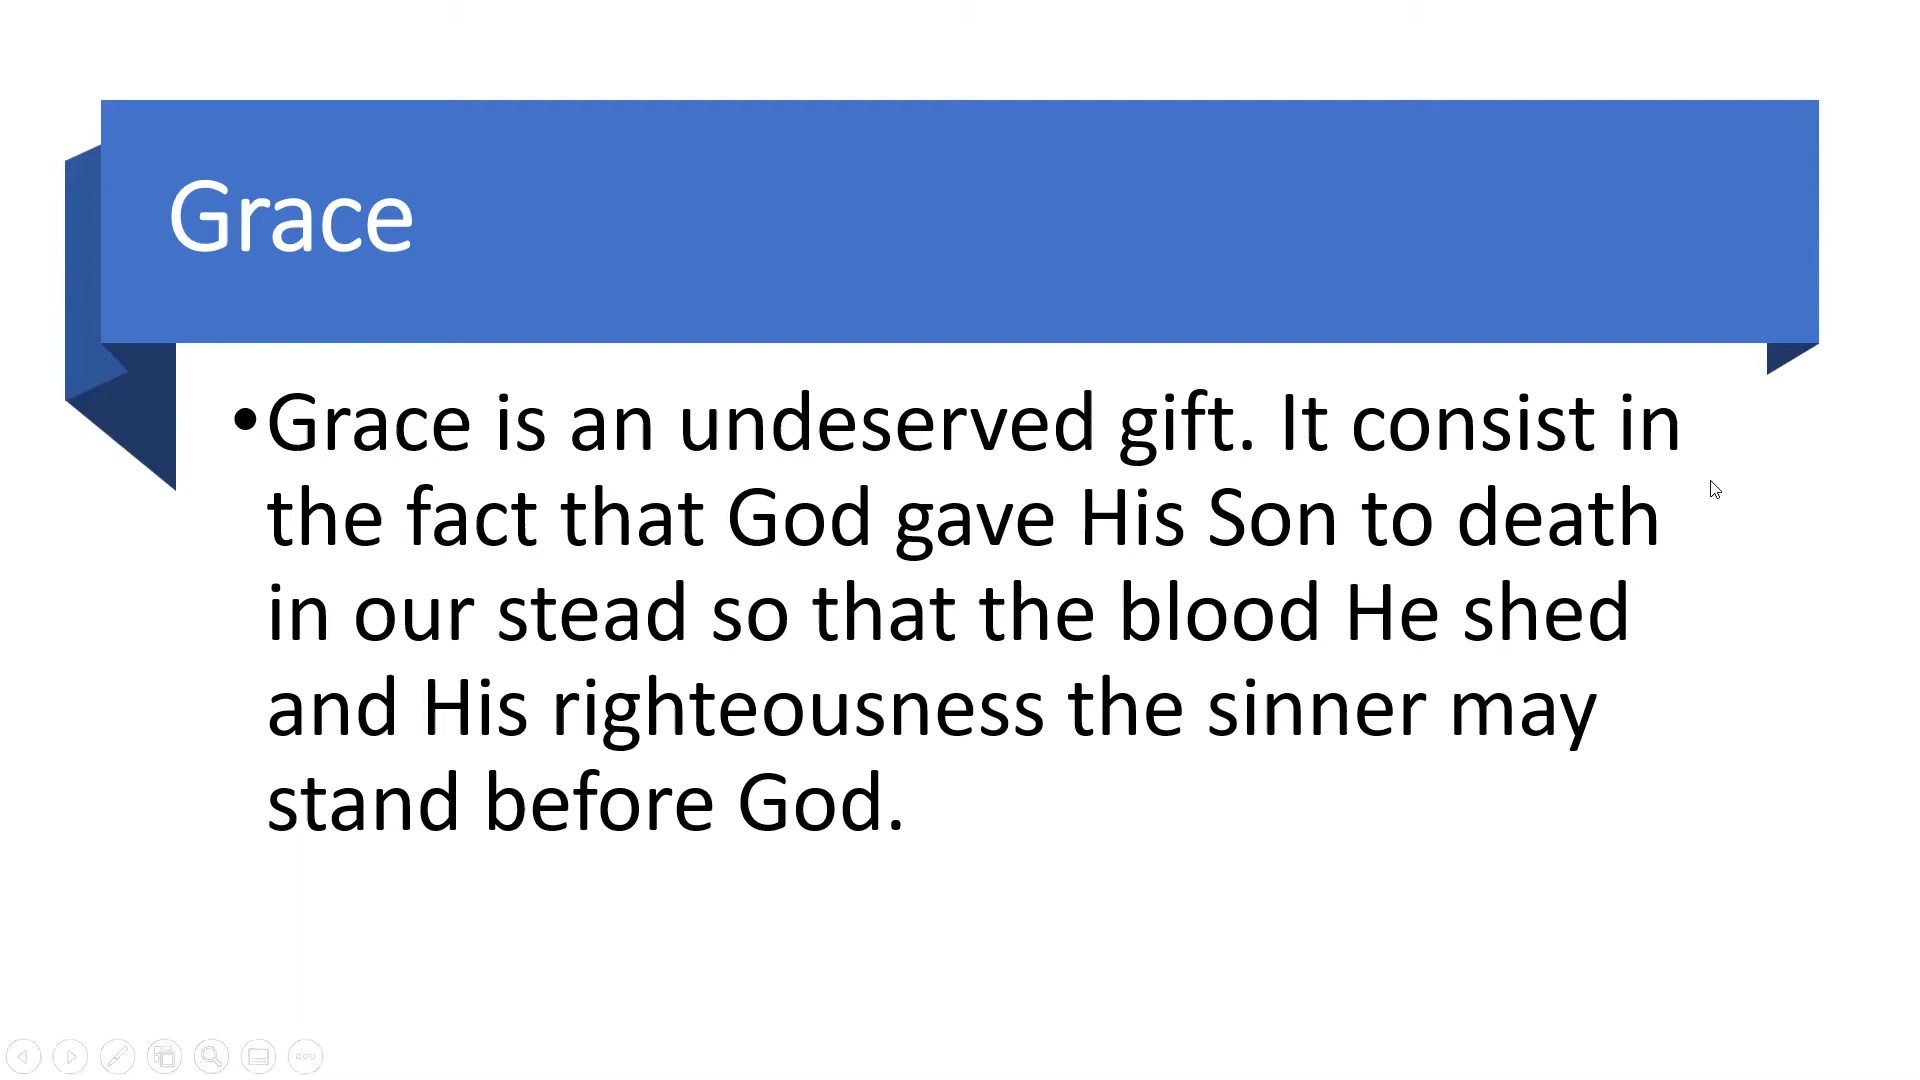 Grace
•Grace is an undeserved gift. It consist in
the fact that God gave His Son to death
in our stead so that the blood He shed
and His righteousness the sinner may
stand before God.